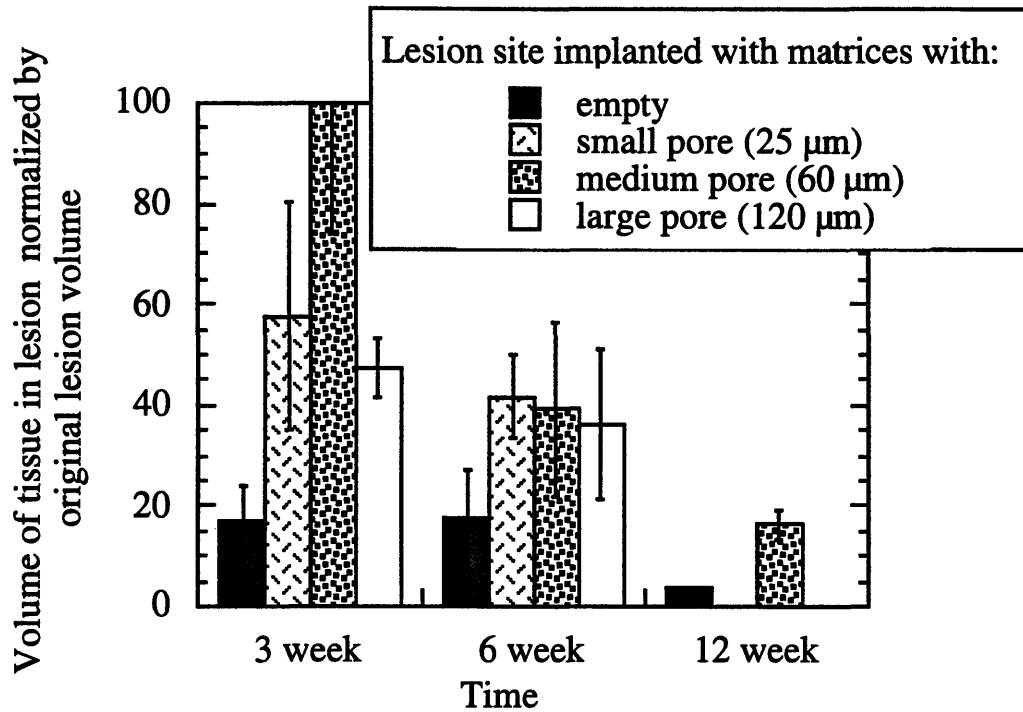 Lesion site implanted with matrices with:
empty
small pore (25 µm)
medium pore (60 µm)
large pore (120 µm)
Volume of tissue in lesion normalized by
original lesion volume
100
80
60
40
20
0
3 week
6 week
12 week
Time